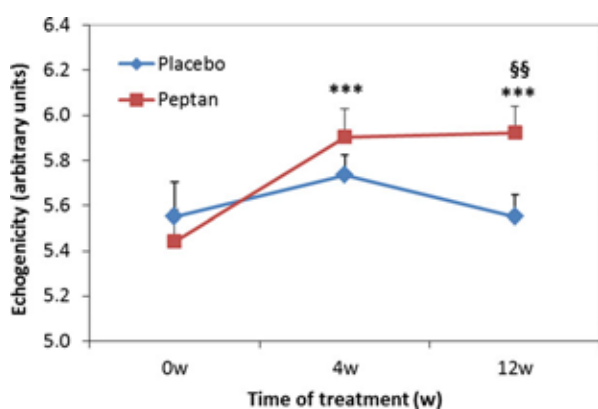 6.4
6.2
6.0
5.8
5.6
5.4
5.2
5.0
Echogenicity (arbitrary units)
Placebo
Peptan
***
§§
***
0w
4w
12w
Time of treatment (w)